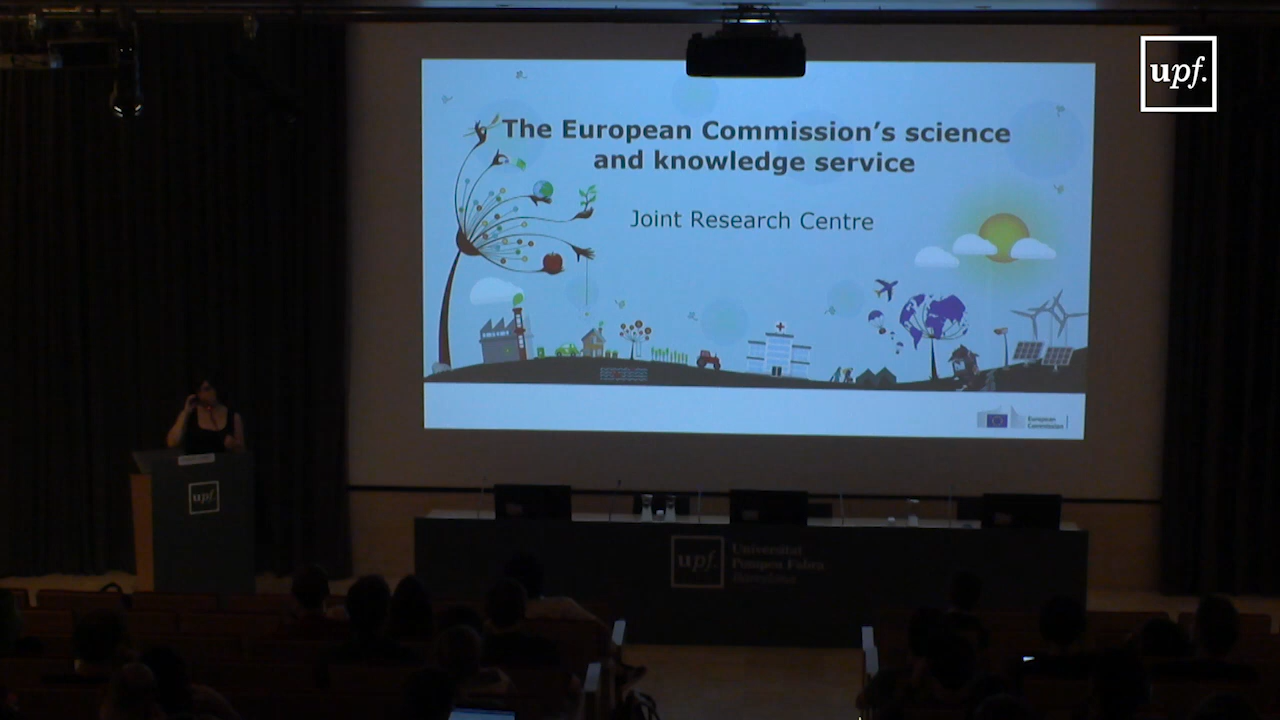 upf.
The European Commission's science
and knowledge service
Joint Research Centre
European
Commission
upf.
upf.
Universitat
Pompeu Fabra
Barcelona